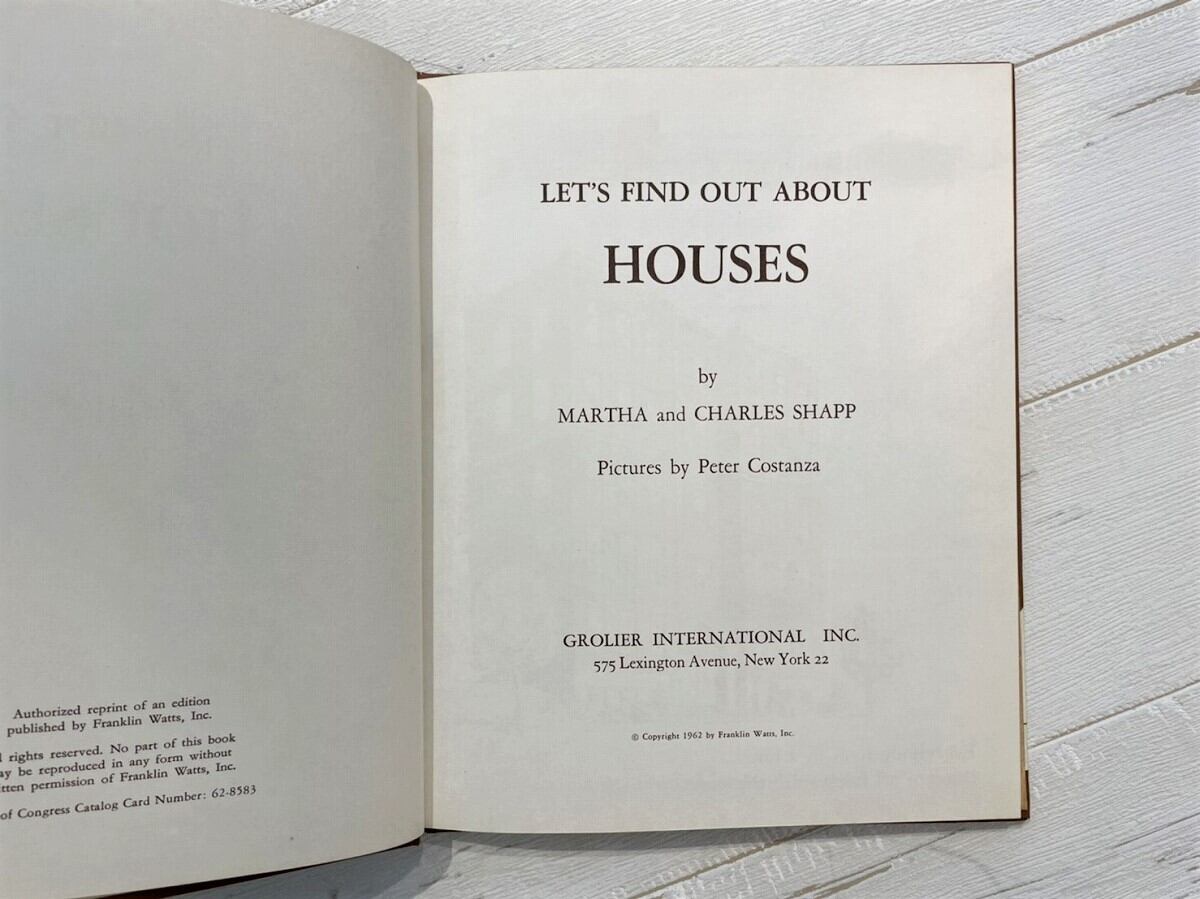 Authorized reprint of an edition
published by Franklin Watts, Inc.
rights reserved. No part of this book
be reproduced in any form without
permission of Franklin Watts, Inc.
of Congress Catalog Card Number: 62-8583
LET'S FIND OUT ABOUT
HOUSES
by
MARTHA and CHARLES SHAPP
Pictures by Peter Costanza
GROLIER INTERNATIONAL INC.
575 Lexington Avenue, New York 22
© Copyright 1962 by Franklin Watts, Inc.